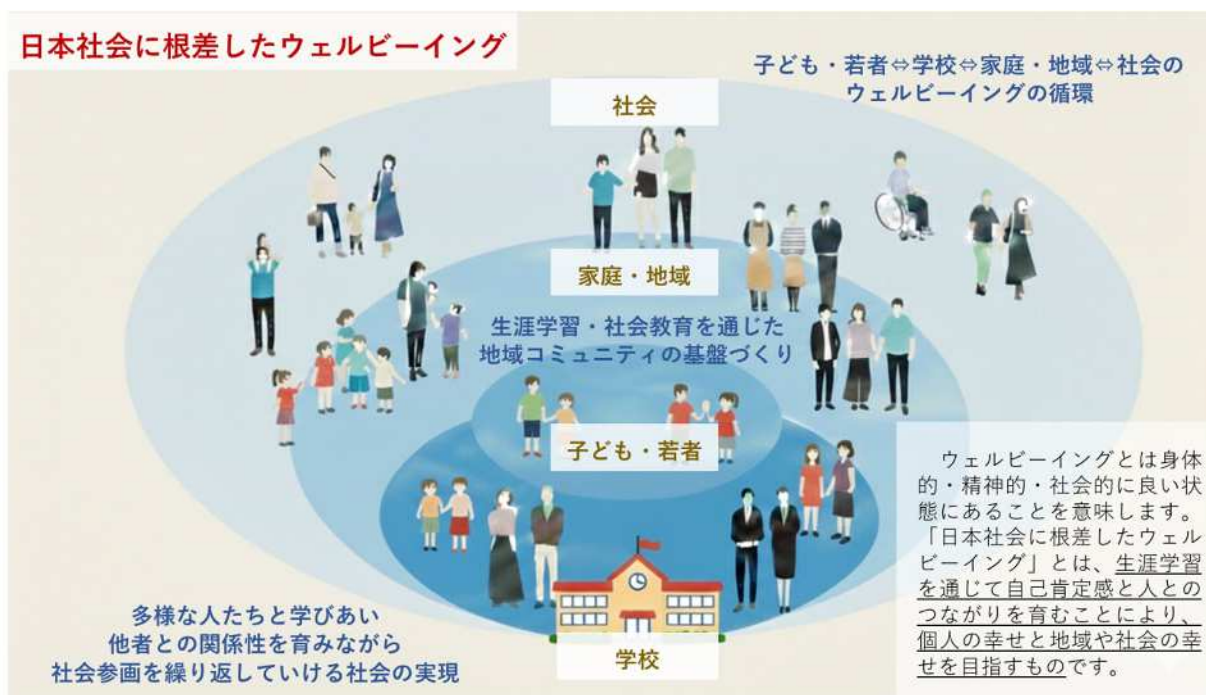 日本社会に根差したウェルビーイング
子ども・若者⇔学校⇔家庭・地域⇔社会の
ウェルビーイングの循環
社会
家庭・地域
生涯学習・社会教育を通じた
地域コミュニティの基盤づくり
子ども・若者
学校
多様な人たちと学びあい
他者との関係性を育みながら
社会参画を繰り返していける社会の実現
ウェルビーイングとは身体
的・精神的・社会的に良い状
態にあることを意味します。
「日本社会に根差したウェル
ビーイング」とは、生涯学習
を通じて自己肯定感と人との
つながりを育むことにより、
個人の幸せと地域や社会の幸
せを目指すものです。